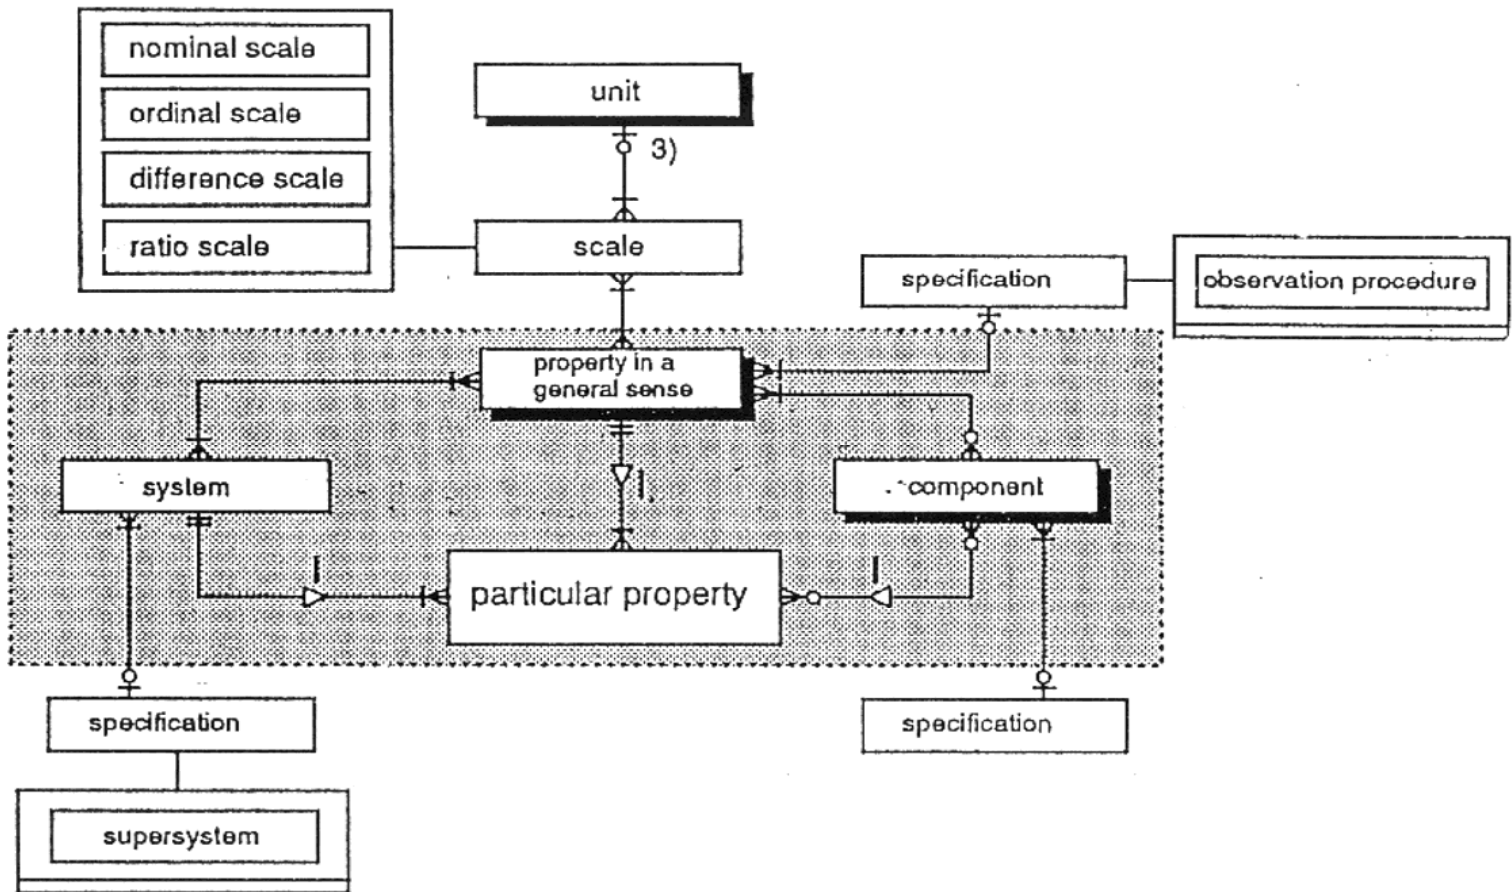 nominal scale
ordinal scale
difference scale
ratio scale
unit
3)
scale
specification
observation procedure
property in a
general sense
system
component
I
I
I
particular property
specification
specification
supersystem